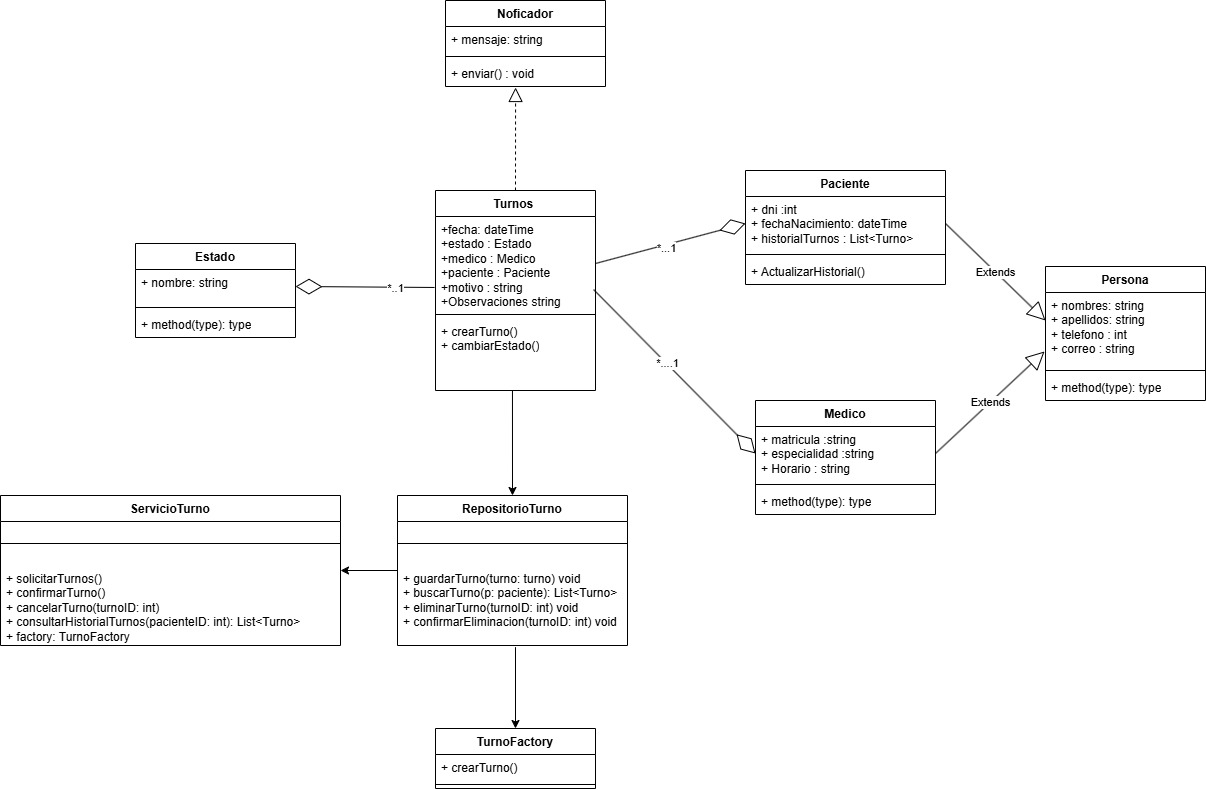 Noficador
+ mensaje: string
+ enviar() : void
Turnos
+fecha: dateTime
+estado : Estado
+medico : Medico
+paciente : Paciente
+motivo : string
+Observaciones string
+ crearTurno()
+ cambiarEstado()
Estado
+ nombre: string
+ method(type): type
*..1
*...1
*....1
Paciente
+ dni :int
+ fechaNacimiento: dateTime
+ historialTurnos : List<Turno>
+ ActualizarHistorial()
Extends
Persona
+ nombres: string
+ apellidos: string
+ telefono : int
+ correo : string
+ method(type): type
Extends
Medico
+ matricula :string
+ especialidad :string
+ Horario : string
+ method(type): type
ServicioTurno
+ solicitarTurnos()
+ confirmarTurno()
+ cancelarTurno(turnoID: int)
+ consultarHistorialTurnos(pacienteID: int): List<Turno>
+ factory: TurnoFactory
RepositorioTurno
+ guardarTurno(turno: turno) void
+ buscarTurno(p: paciente): List<Turno>
+ eliminarTurno(turnoID: int) void
+ confirmarEliminacion(turnoID: int) void
TurnoFactory
+ crearTurno()